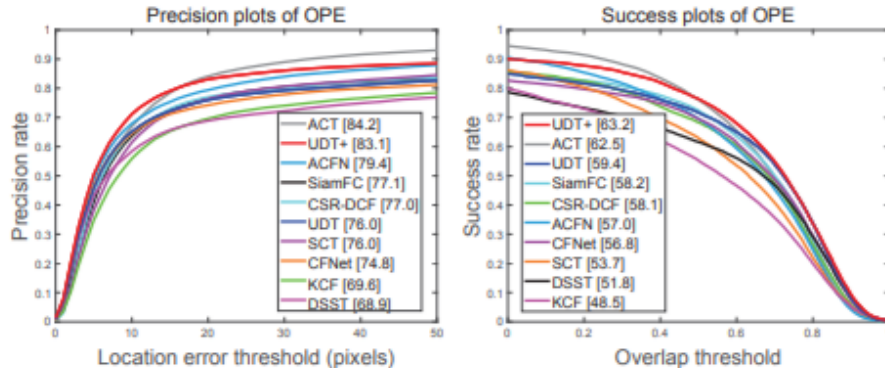 Precision plots of OPE
Precision rate
0.9
0.8
0.7
0.6
0.5
0.4
0.3
0.2
0.1
0
0
10
20
30
40
50
Location error threshold (pixels)
ACT [84.2]
UDT+ [83.1]
ACFN [79.4]
SiamFC [77.1]
CSR-DCF [77.0]
UDT [76.0]
SCT [76.0]
CFNet [74.8]
KCF [69.6]
DSST [68.9]
Success plots of OPE
Success rate
1
0.9
0.8
0.7
0.6
0.5
0.4
0.3
0.2
0.1
0
0
0.2
0.4
0.6
0.8
Overlap threshold
UDT+ [63.2]
ACT [62.5]
UDT [59.4]
SiamFC [58.2]
CSR-DCF [58.1]
ACFN [57.0]
CFNet [56.8]
SCT [53.7]
DSST [51.8]
KCF [48.5]